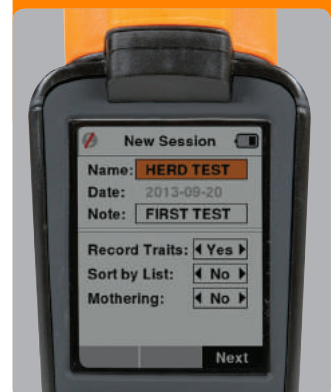 New Session
Name: HERD TEST
Date: 2013-09-20
Note: FIRST TEST
Record Traits: Yes
Sort by List: No
Mothering: No
Next